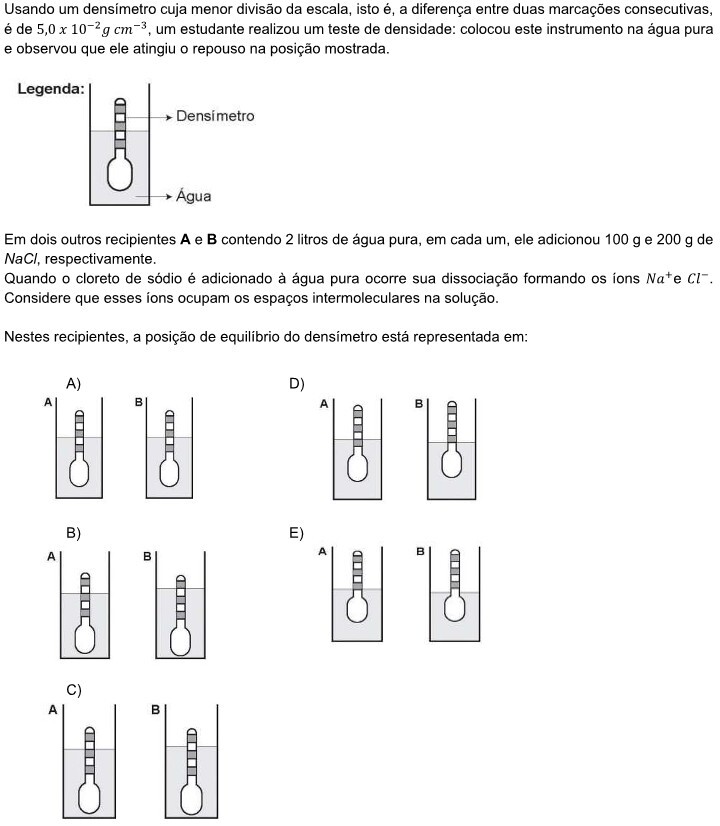 Usando um densímetro cuja menor divisão da escala, isto é, a diferença entre duas marcações consecutivas,
é de 5,0 x 10⁻² g cm⁻³, um estudante realizou um teste de densidade: colocou este instrumento na água pura
e observou que ele atingiu o repouso na posição mostrada.
Legenda:
Densímetro
Água
Em dois outros recipientes A e B contendo 2 litros de água pura, em cada um, ele adicionou 100 g e 200 g de
NaCl, respectivamente.
Quando o cloreto de sódio é adicionado à água pura ocorre sua dissociação formando os íons Na⁺e Cl⁻.
Considere que esses íons ocupam os espaços intermoleculares na solução.
Nestes recipientes, a posição de equilíbrio do densímetro está representada em:
A)
A B
D)
A B
B)
A B
E)
A B
C)
A B